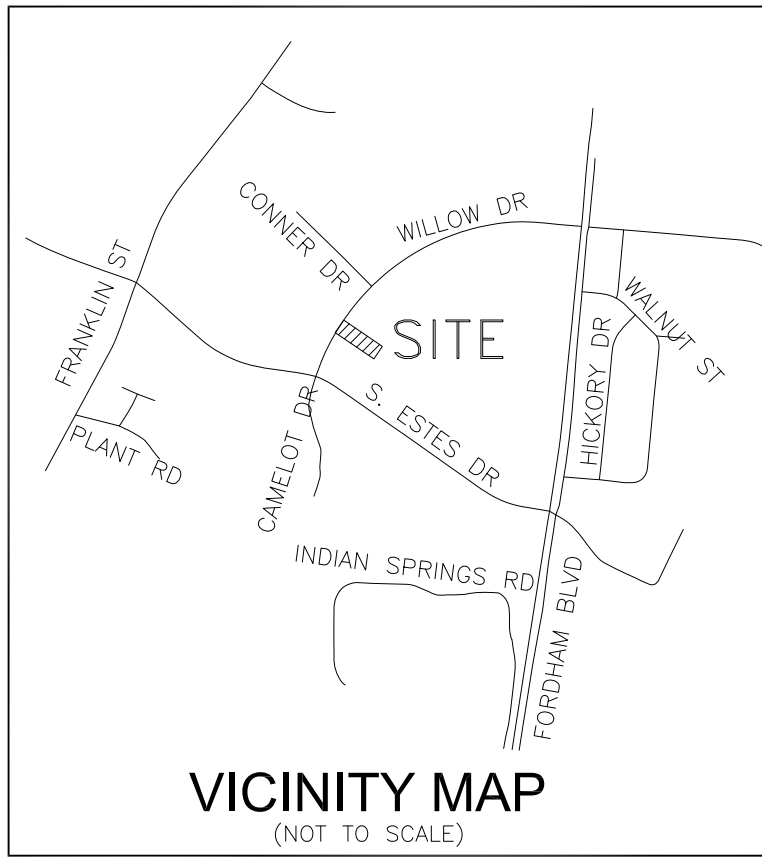 CONNER DR
WILLOW DR
FRANKLIN ST
WALNUT ST
SITE
HICKORY DR
S. ESTES DR
CAMELOT DR
PLANT RD
INDIAN SPRINGS RD
FORDHAM BLVD
VICINITY MAP
(NOT TO SCALE)